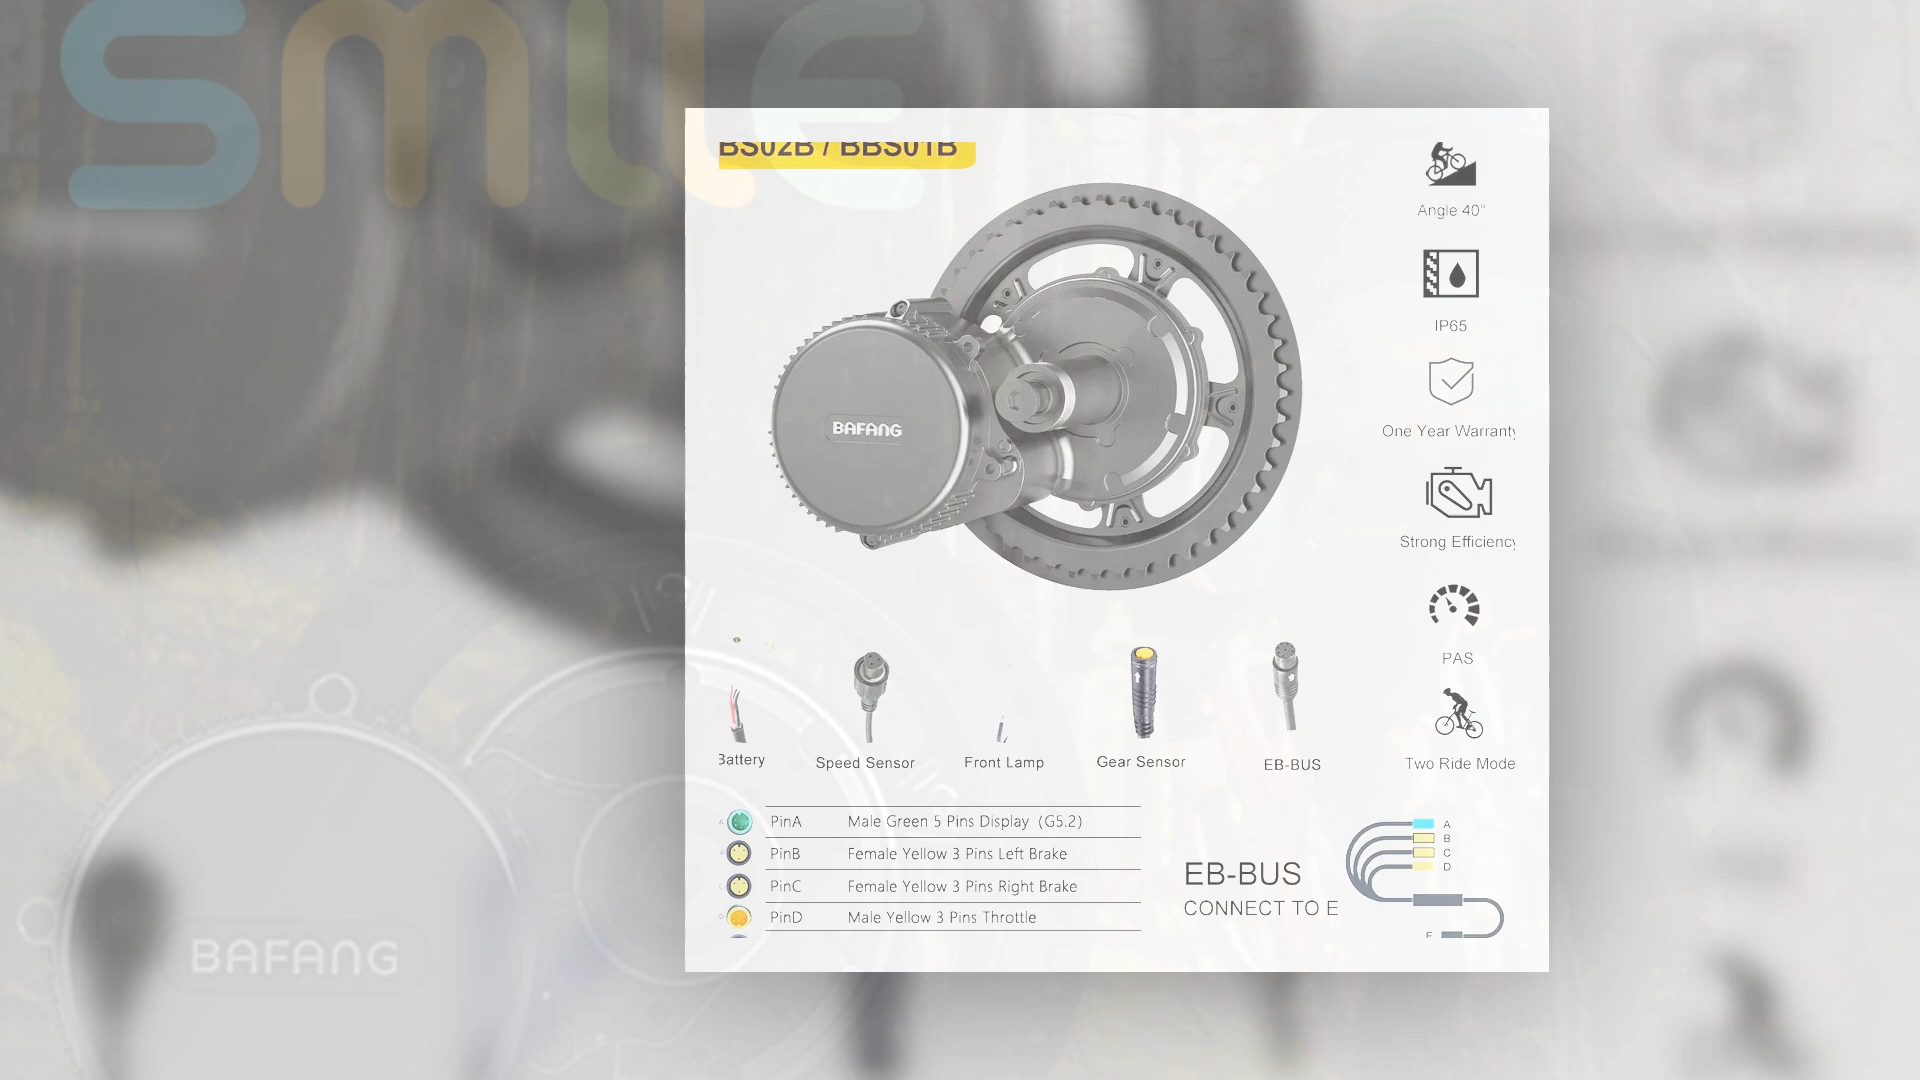 SMILE
BS02B / BBS01B
Angle 40°
IP65
BAFANG
One Year Warranty
Strong Efficiency
PAS
Battery
Speed Sensor
Front Lamp
Gear Sensor
EB-BUS
Two Ride Mode
PinA Male Green 5 Pins Display (G5.2)
PinB Female Yellow 3 Pins Left Brake
PinC Female Yellow 3 Pins Right Brake
PinD Male Yellow 3 Pins Throttle
EB-BUS
CONNECT TO E
A
B
C
D
E
BAFANG